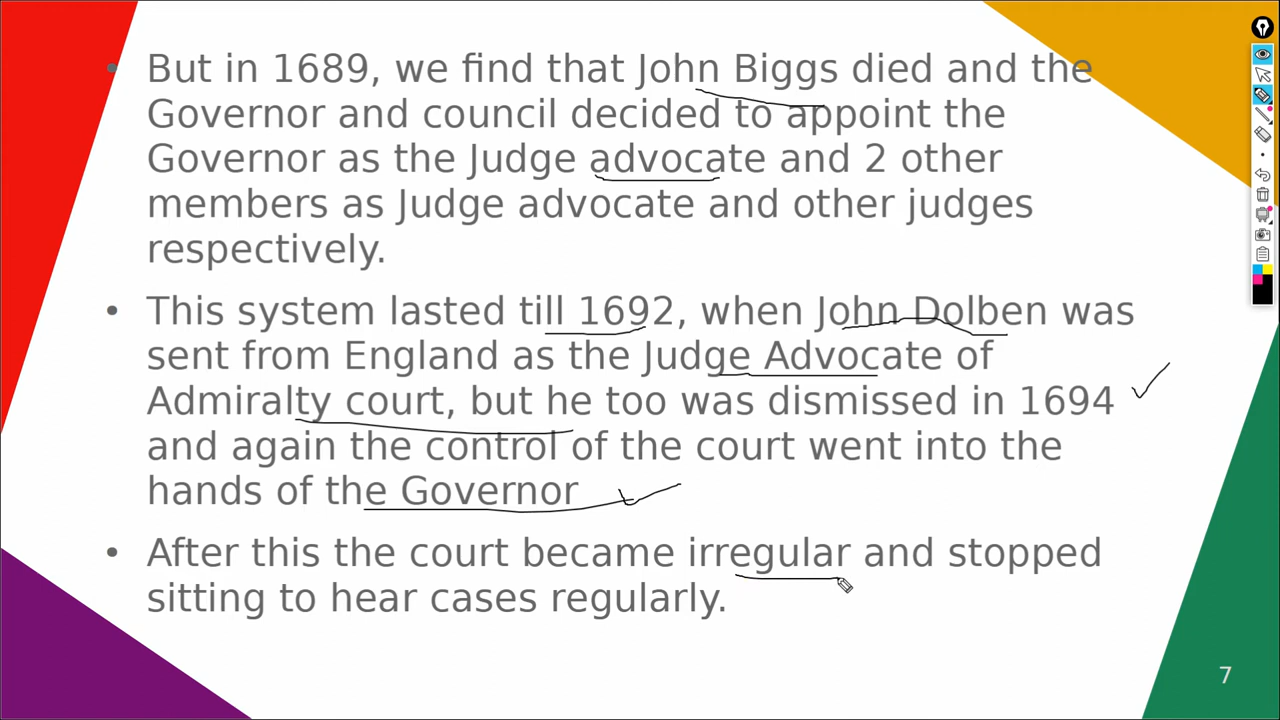 • But in 1689, we find that John Biggs died and the
Governor and council decided to appoint the
Governor as the Judge advocate and 2 other
members as Judge advocate and other judges
respectively.
• This system lasted till 1692, when John Dolben was
sent from England as the Judge Advocate of
Admiralty court, but he too was dismissed in 1694
and again the control of the court went into the
hands of the Governor
• After this the court became irregular and stopped
sitting to hear cases regularly.
7